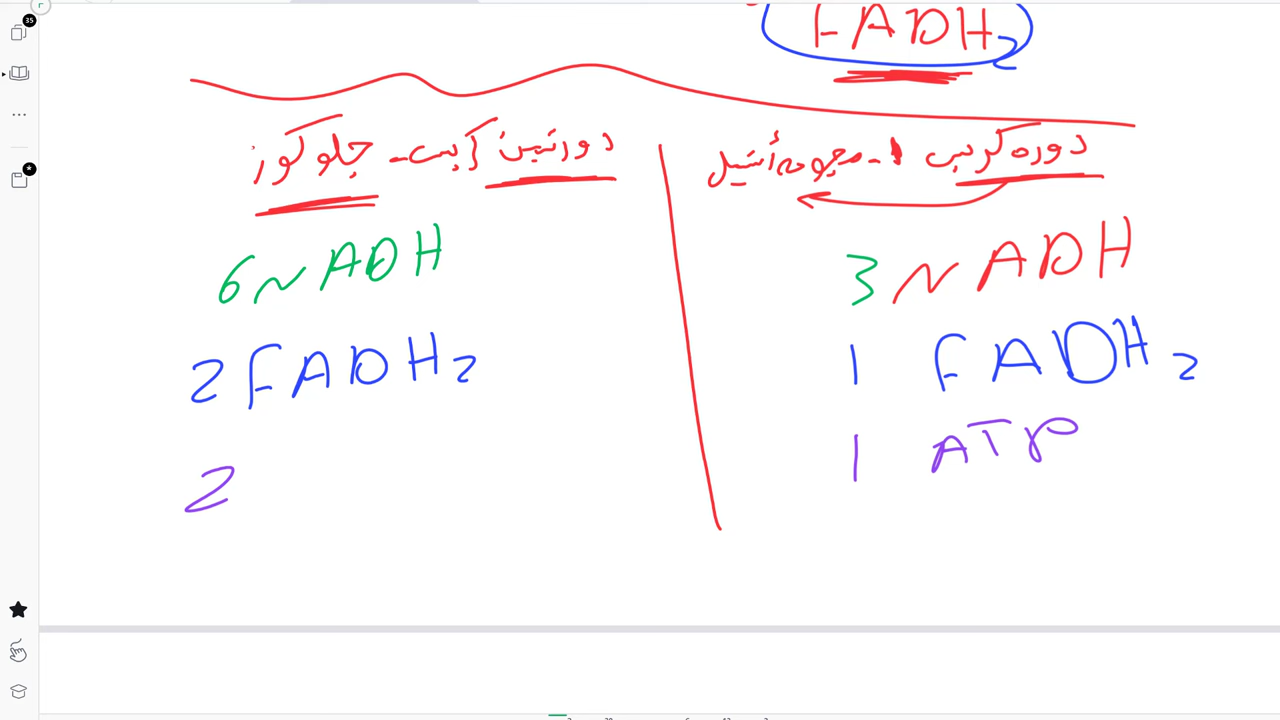 FADH2
دورة كربس ١-مجموعة أستيل
3 NADH
1 FADH2
1 ATP
دورتين كربس - جلوكوز
6 NADH
2 FADH2
2